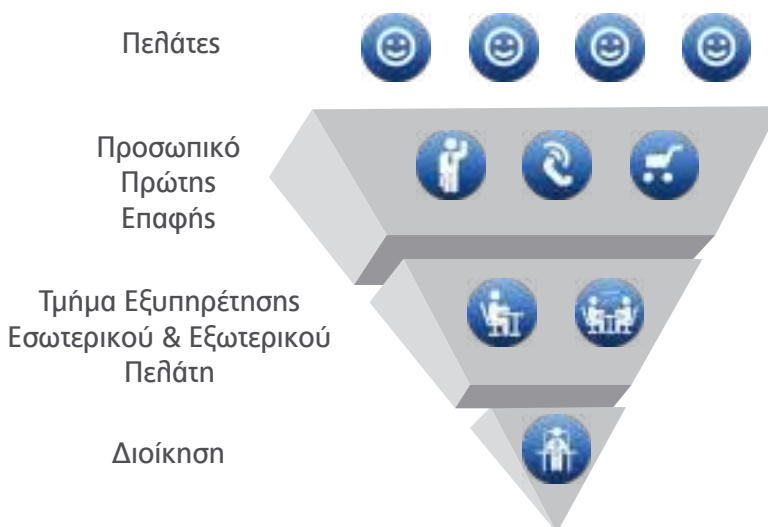 Πελάτες
Προσωπικό
Πρώτης
Επαφής
Τμήμα Εξυπηρέτησης
Εσωτερικού & Εξωτερικού
Πελάτη
Διοίκηση